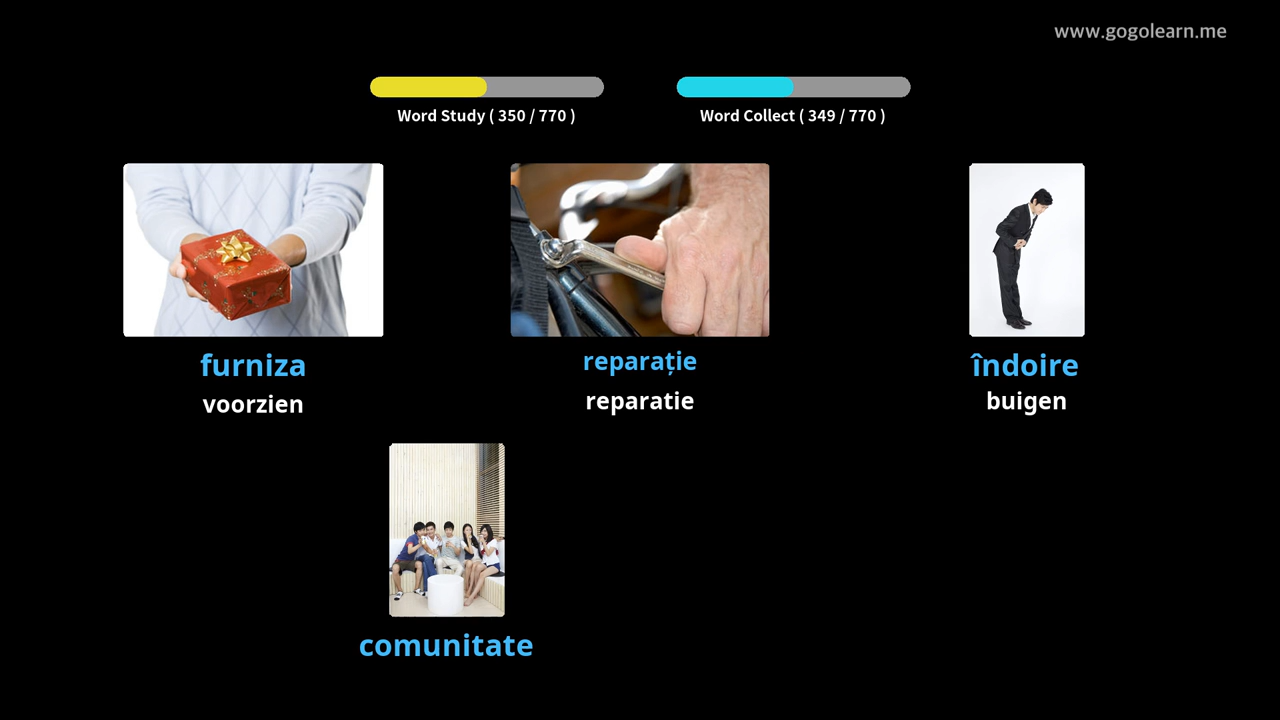 www.gogolearn.me
Word Study ( 350 / 770 )
Word Collect ( 349 / 770 )
furniza
voorzien
reparație
reparatie
îndoire
buigen
comunitate